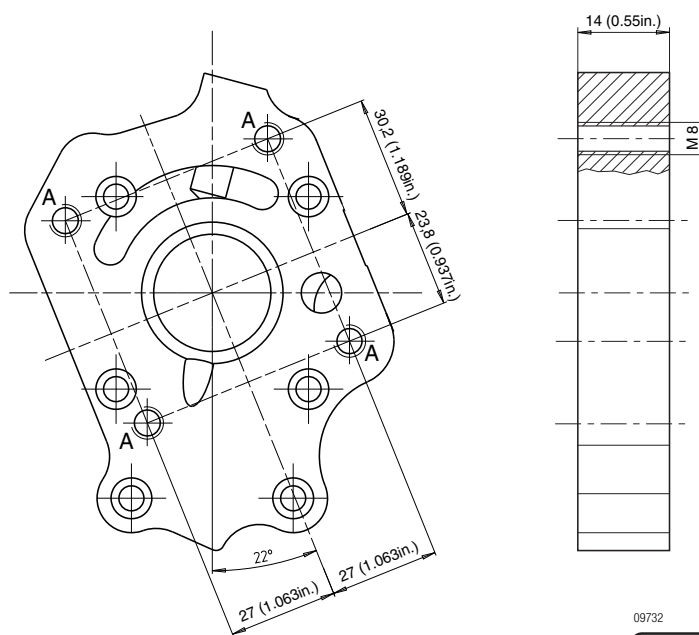 14 (0.55in.)
M 8
A
A
A
A
30,2 (1.189in.)
23,8 (0.937in.)
22°
27 (1.063in.)
27 (1.063in.)
09732